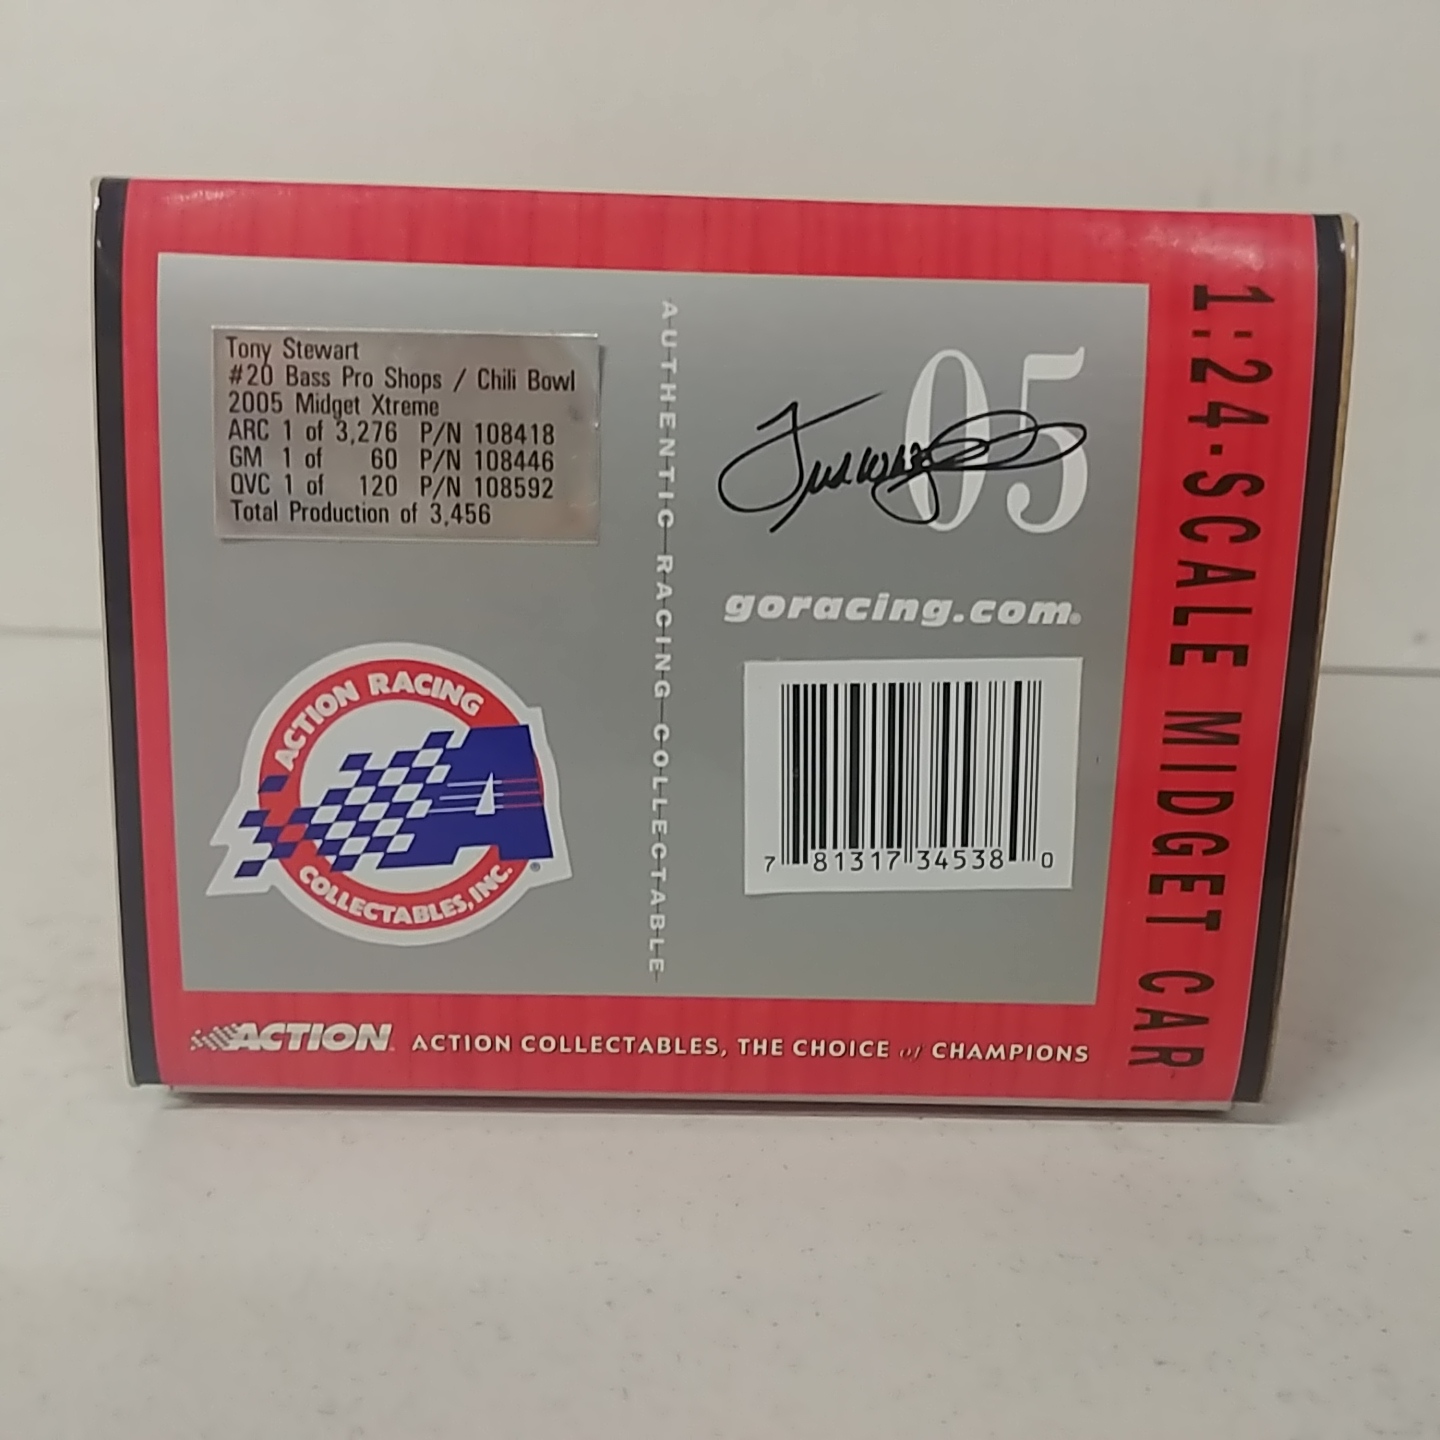 Tony Stewart
#20 Bass Pro Shops / Chili Bowl
2005 Midget Xtreme
ARC 1 of 3,276 P/N 108418
GM 1 of 60 P/N 108446
QVC 1 of 120 P/N 108592
Total Production of 3,456
ACTION RACING
COLLECTABLES, INC.
AUTHENTIC RACING COLLECTABLE
05
goracing.com®
7 81317 34538 0
1:24-SCALE MIDGET CAR
ACTION
ACTION COLLECTABLES, THE CHOICE of CHAMPIONS